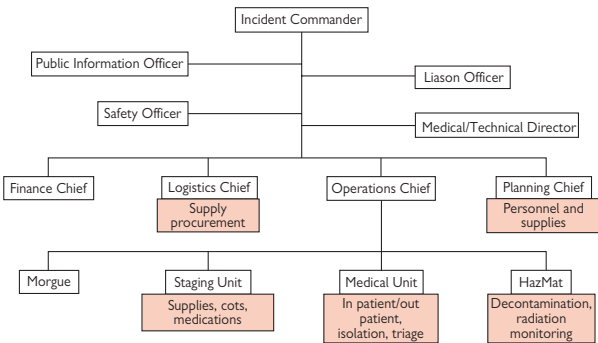 Incident Commander
Public Information Officer
Liason Officer
Safety Officer
Medical/Technical Director
Finance Chief
Logistics Chief
Operations Chief
Planning Chief
Supply
procurement
Personnel and
supplies
Morgue
Staging Unit
Medical Unit
HazMat
Supplies, cots,
medications
In patient/out
patient,
isolation, triage
Decontamination,
radiation
monitoring